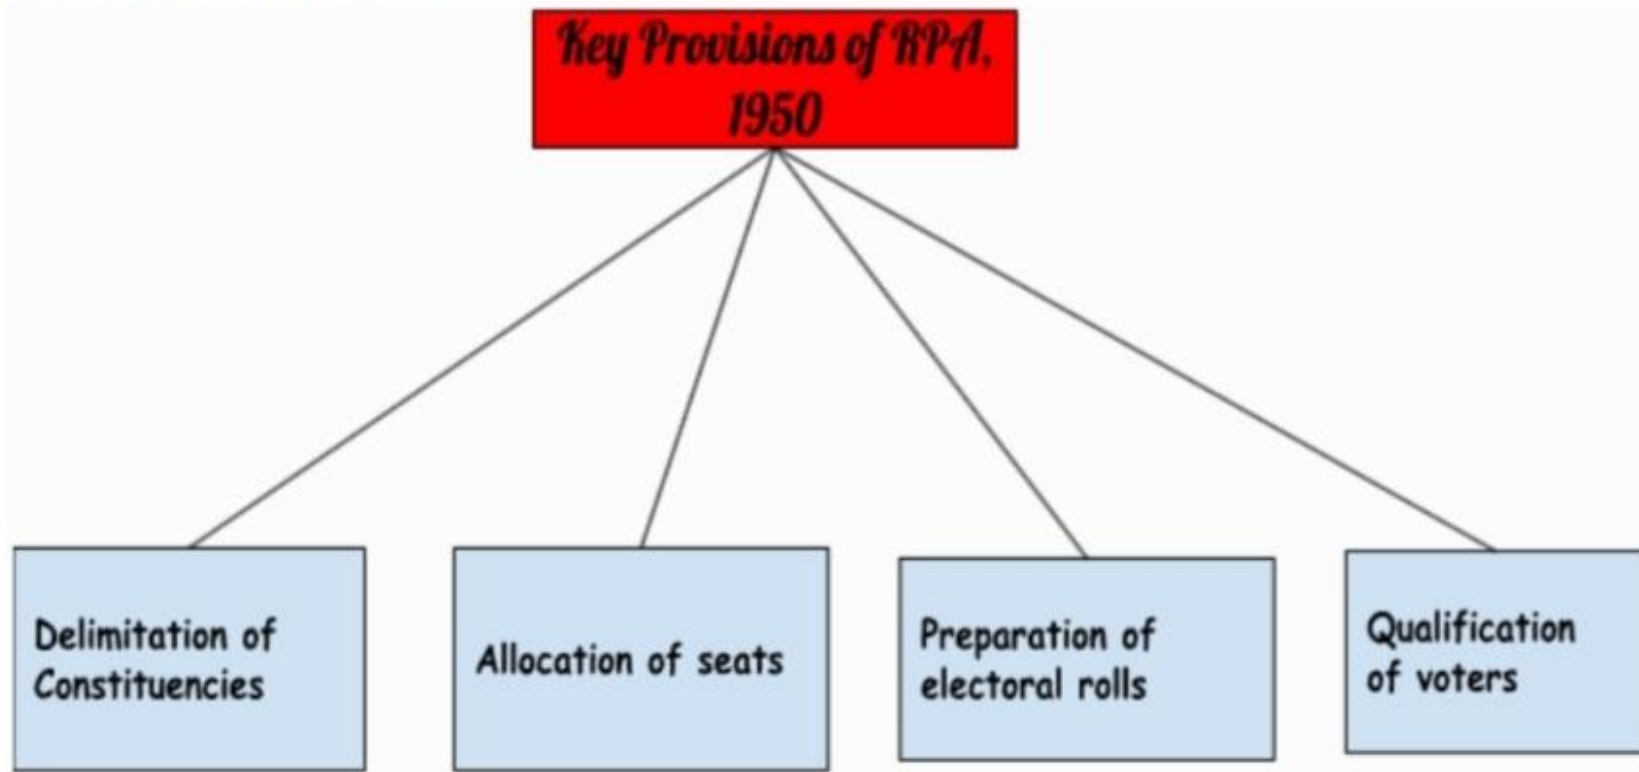 Key Provisions of RPA,
1950
Delimitation of
Constituencies
Allocation of seats
Preparation of
electoral rolls
Qualification
of voters